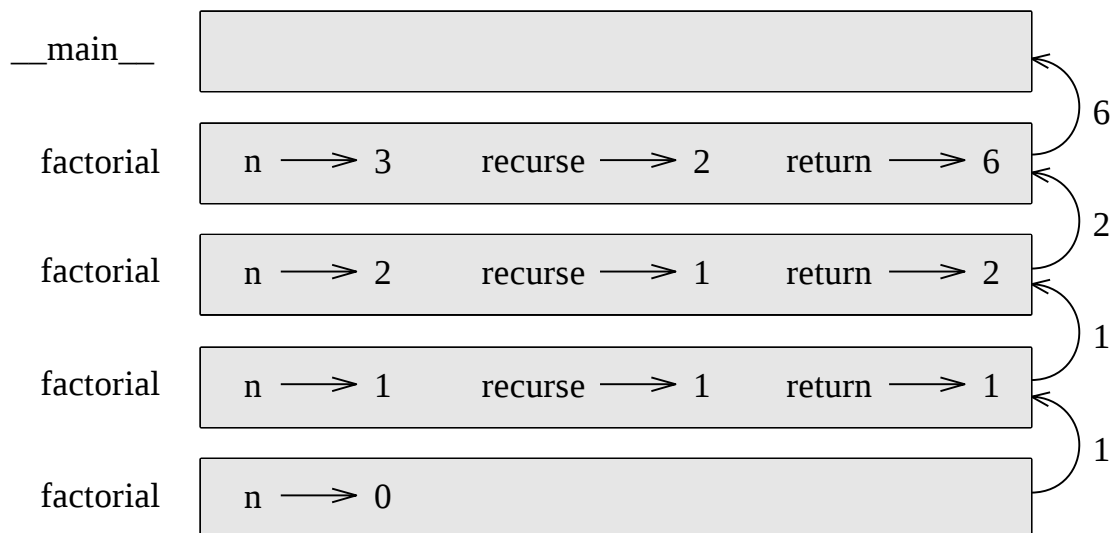 __main__
6
factorial n 3 recurse 2 return 6
2
factorial n 2 recurse 1 return 2
1
factorial n 1 recurse 1 return 1
1
factorial n 0